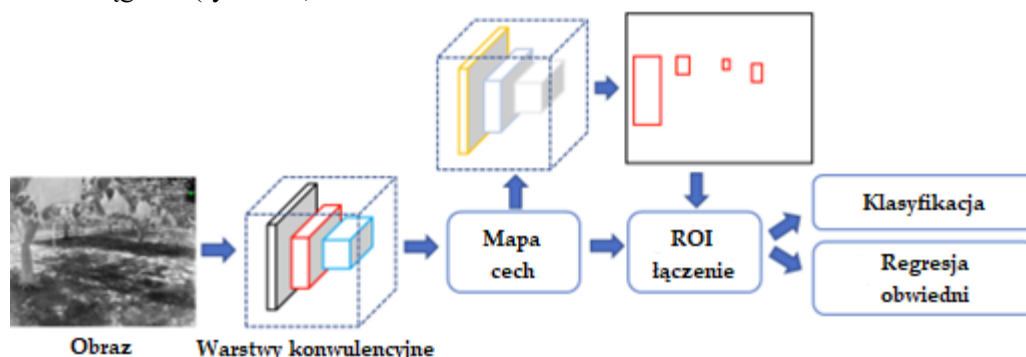 Mapa
cech
ROI
łączenie
Klasyfikacja
Regresja
obwiedni
Obraz
Warstwy konwulencyjne